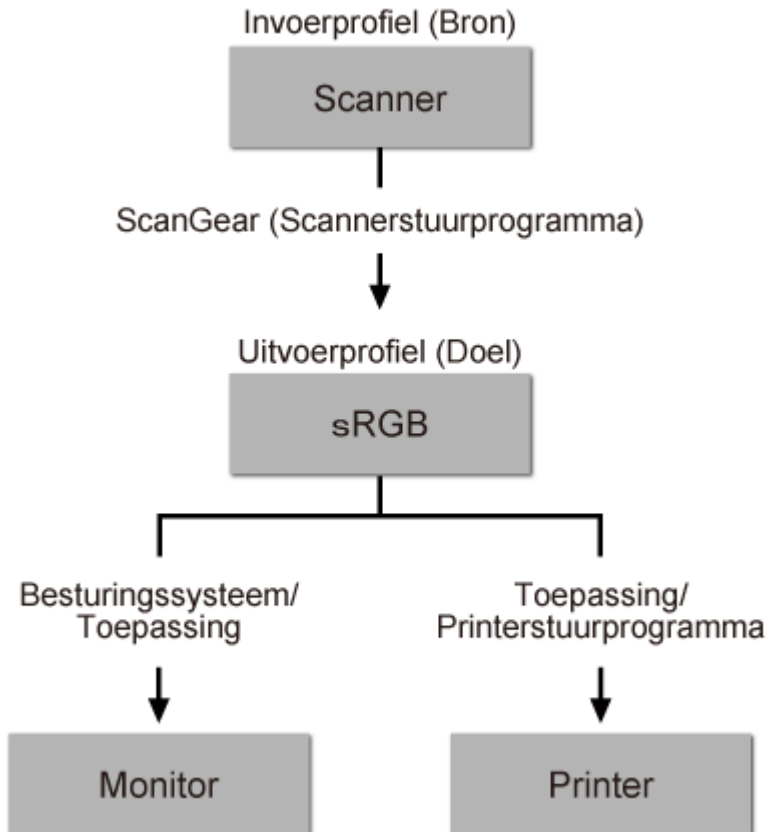 Invoerprofiel (Bron)
Scanner
ScanGear (Scannerstuurprogramma)
Uitvoerprofiel (Doel)
sRGB
Besturingssysteem/
Toepassing
Toepassing/
Printerstuurprogramma
Monitor
Printer